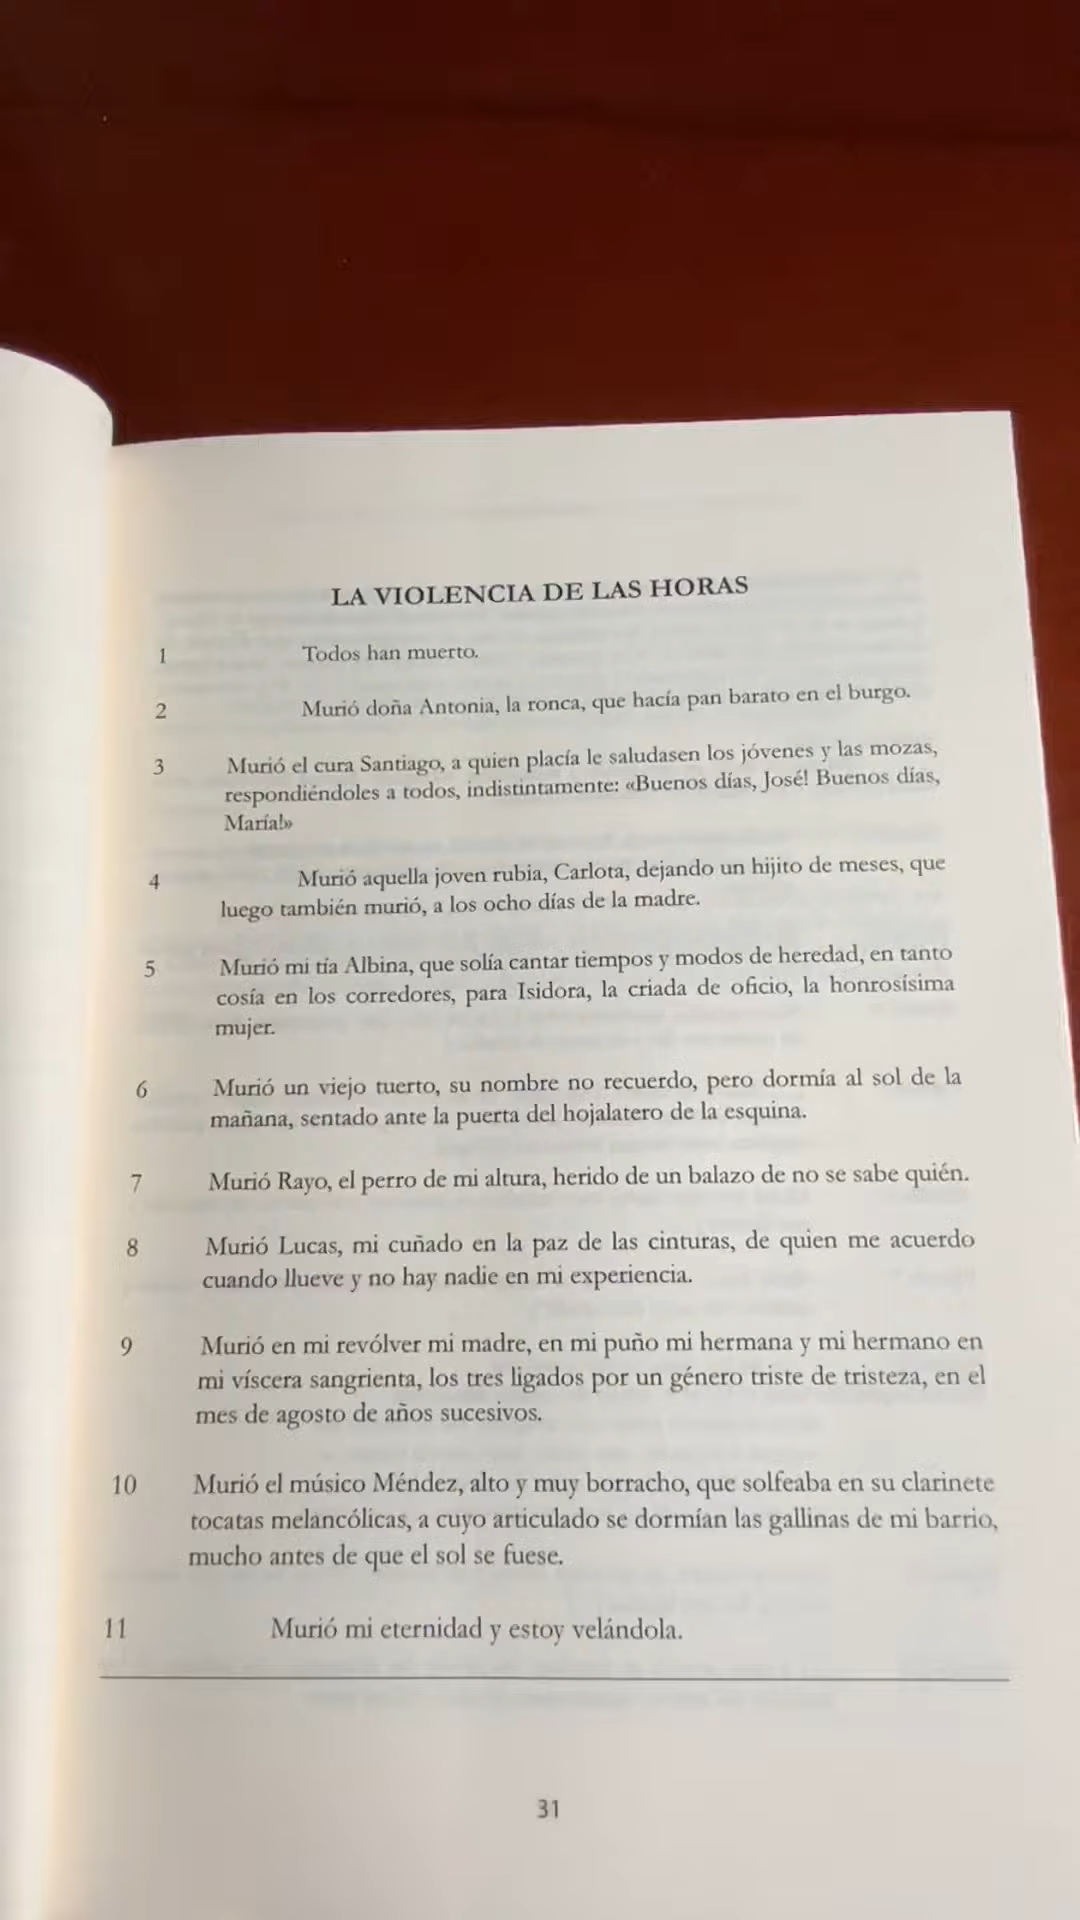 LA VIOLENCIA DE LAS HORAS
1 Todos han muerto.
2 Murió doña Antonia, la ronca, que hacía pan barato en el burgo.
3 Murió el cura Santiago, a quien placía le saludasen los jóvenes y las mozas,
respondiéndoles a todos, indistintamente: «Buenos días, José! Buenos días,
María!»
4 Murió aquella joven rubia, Carlota, dejando un hijito de meses, que
luego también murió, a los ocho días de la madre.
5 Murió mi tía Albina, que solía cantar tiempos y modos de heredad, en tanto
cosía en los corredores, para Isidora, la criada de oficio, la honrosísima
mujer.
6 Murió un viejo tuerto, su nombre no recuerdo, pero dormía al sol de la
mañana, sentado ante la puerta del hojalatero de la esquina.
7 Murió Rayo, el perro de mi altura, herido de un balazo de no se sabe quién.
8 Murió Lucas, mi cuñado en la paz de las cinturas, de quien me acuerdo
cuando llueve y no hay nadie en mi experiencia.
9 Murió en mi revólver mi madre, en mi puño mi hermana y mi hermano en
mi víscera sangrienta, los tres ligados por un género triste de tristeza, en el
mes de agosto de años sucesivos.
10 Murió el músico Méndez, alto y muy borracho, que solfeaba en su clarinete
tocatas melancólicas, a cuyo articulado se dormían las gallinas de mi barrio,
mucho antes de que el sol se fuese.
11 Murió mi eternidad y estoy velándola.
31